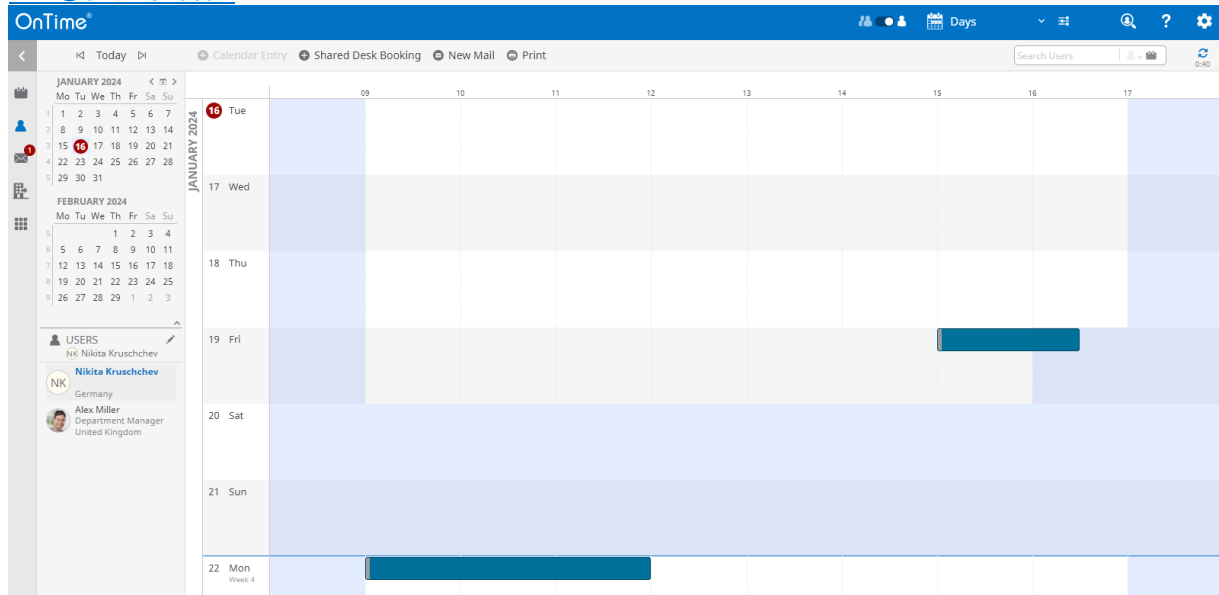 OnTime®
Days
?
Today
Calendar Entry
Shared Desk Booking
New Mail
Print
Search Users
0:40
JANUARY 2024
Mo Tu We Th Fr Sa Su
1 1 2 3 4 5 6 7
2 8 9 10 11 12 13 14
3 15 16 17 18 19 20 21
4 22 23 24 25 26 27 28
5 29 30 31
1
FEBRUARY 2024
Mo Tu We Th Fr Sa Su
5 1 2 3 4
6 5 6 7 8 9 10 11
7 12 13 14 15 16 17 18
8 19 20 21 22 23 24 25
9 26 27 28 29 1 2 3
USERS
NK Nikita Kruschchev
NK
Nikita Kruschchev
Germany
Alex Miller
Department Manager
United Kingdom
JANUARY 2024
09 10 11 12 13 14 15 16 17
16 Tue
17 Wed
18 Thu
19 Fri
20 Sat
21 Sun
22 Mon
Week 4